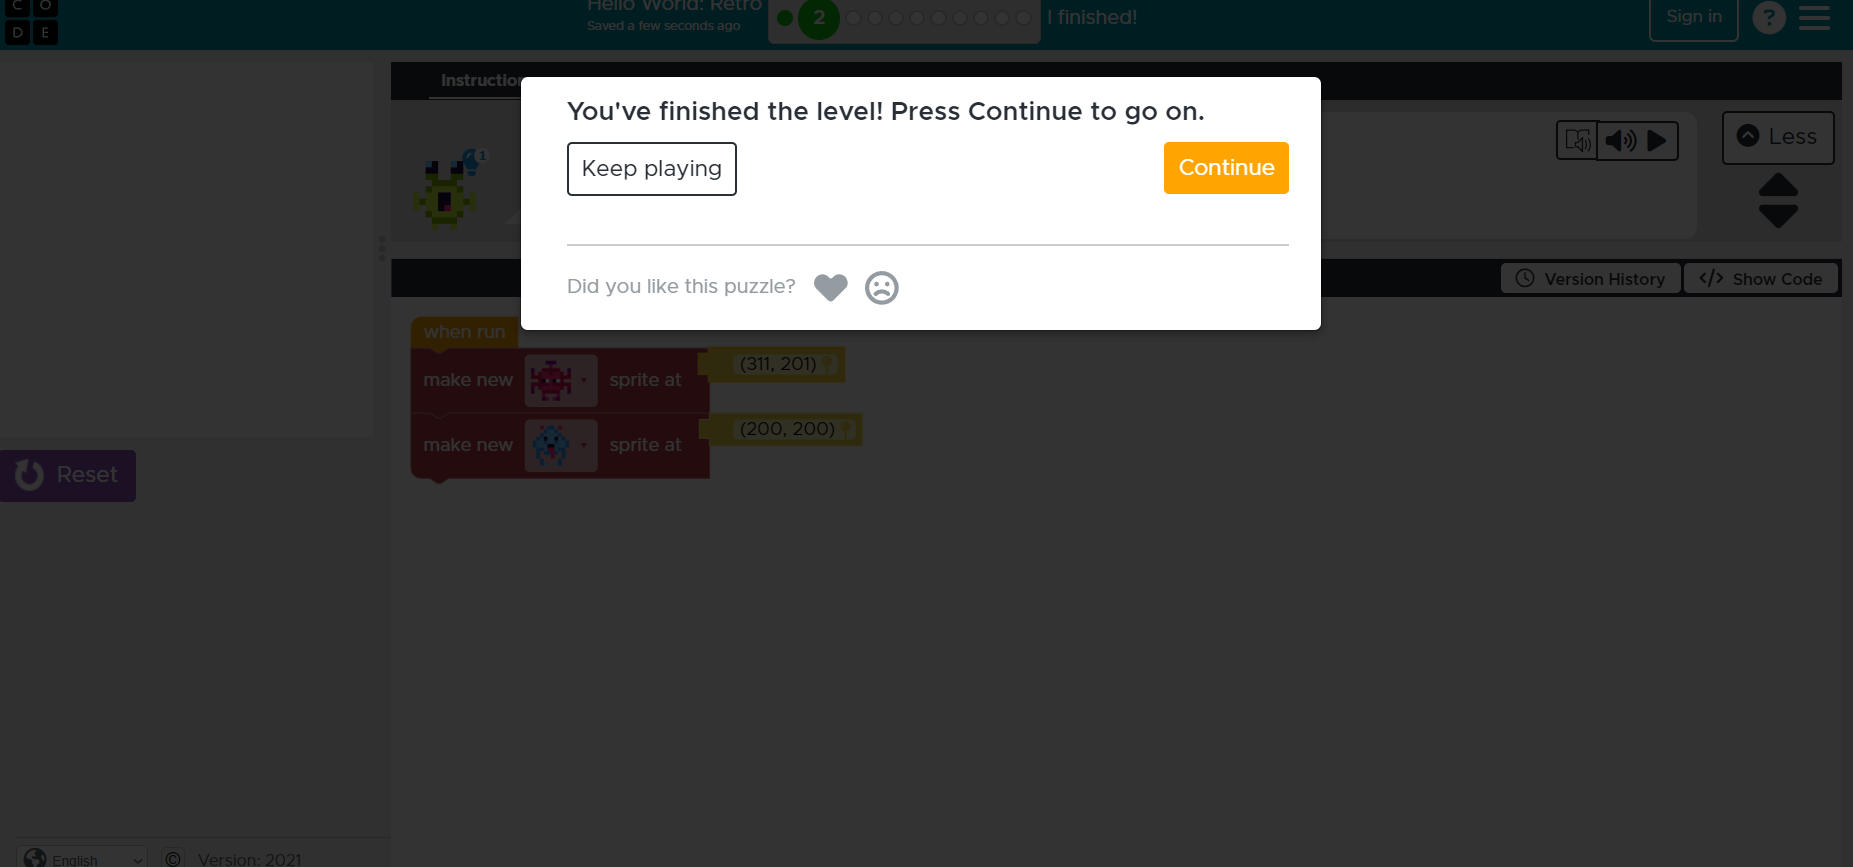 C O
D E
Hello World: Retro
Saved a few seconds ago
2
I finished!
Sign in
?
Instruction
You've finished the level! Press Continue to go on.
Keep playing
Continue
Did you like this puzzle?
1
Less
Version History
</> Show Code
when run
make new sprite at (311, 201)
make new sprite at (200, 200)
Reset
English
© Version: 2021